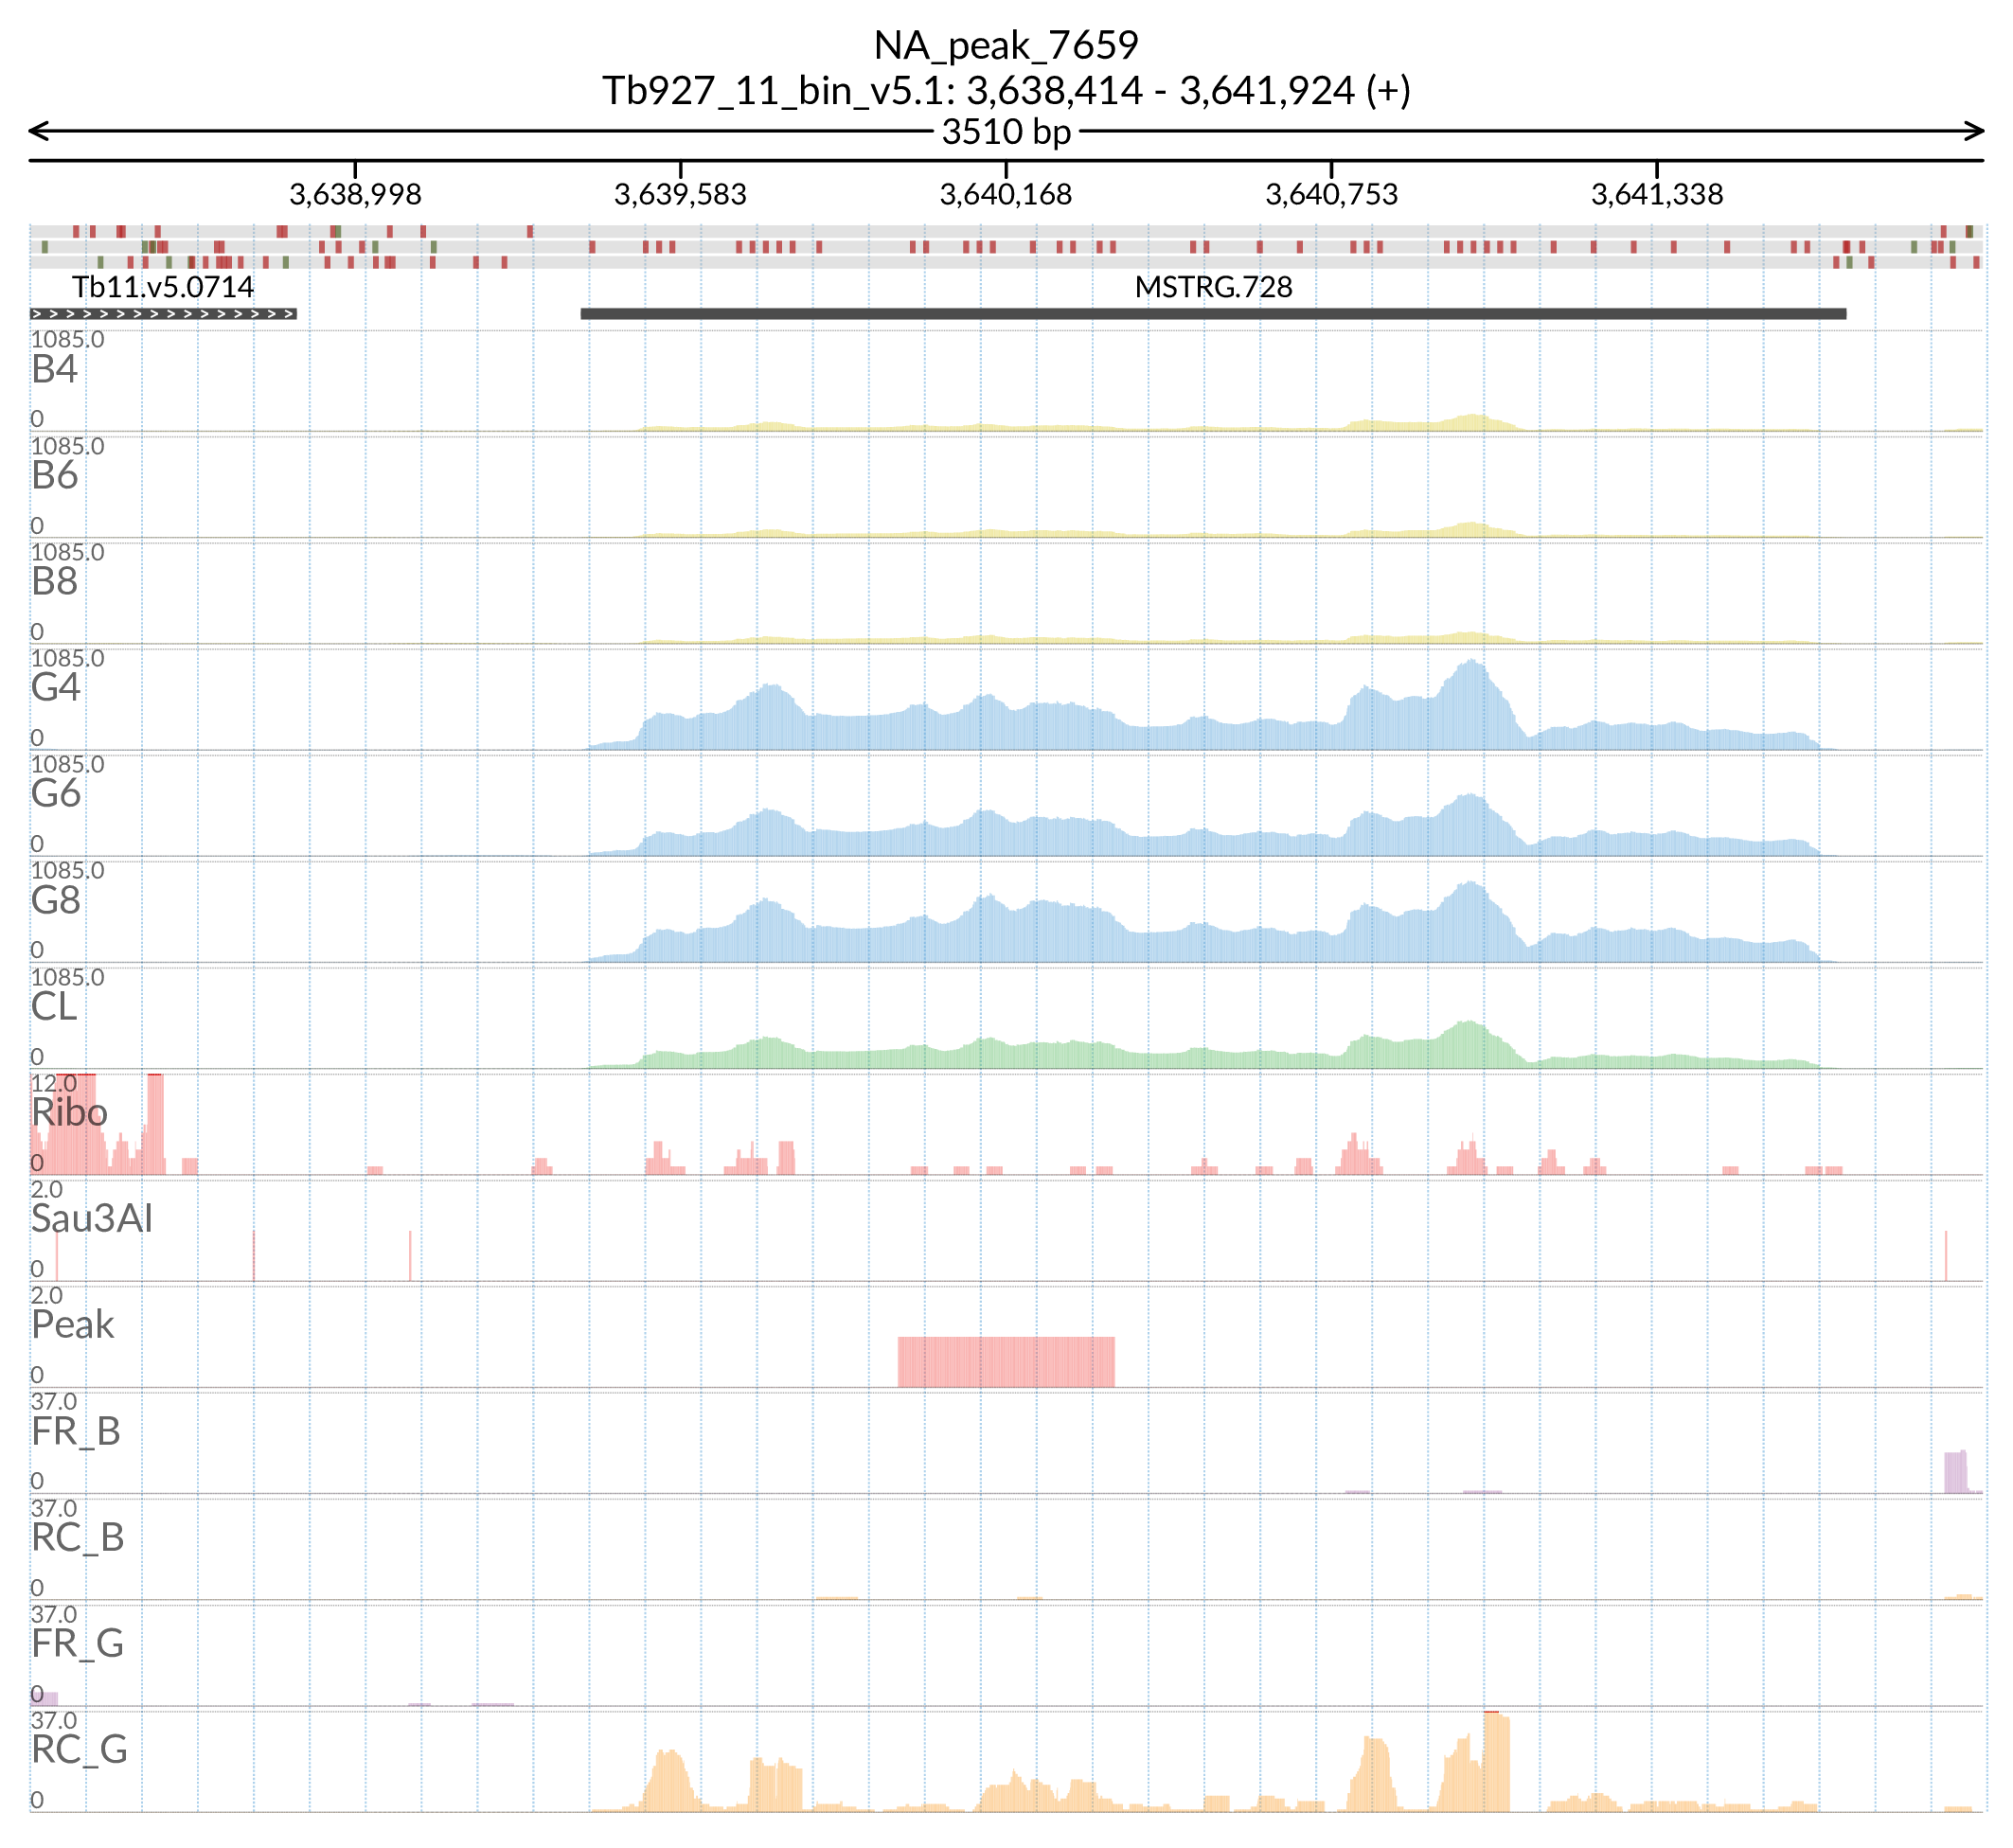 NA_peak_7659
Tb927_11_bin_v5.1: 3,638,414 - 3,641,924 (+)
3510 bp
3,638,998 3,639,583 3,640,168 3,640,753 3,641,338
Tb11.v5.0714 MSTRG.728
1085.0
B4
0
1085.0
B6
0
1085.0
B8
0
1085.0
G4
0
1085.0
G6
0
1085.0
G8
0
1085.0
CL
0
12.0
Ribo
0
2.0
Sau3AI
0
2.0
Peak
0
37.0
FR_B
0
37.0
RC_B
0
37.0
FR_G
0
37.0
RC_G
0